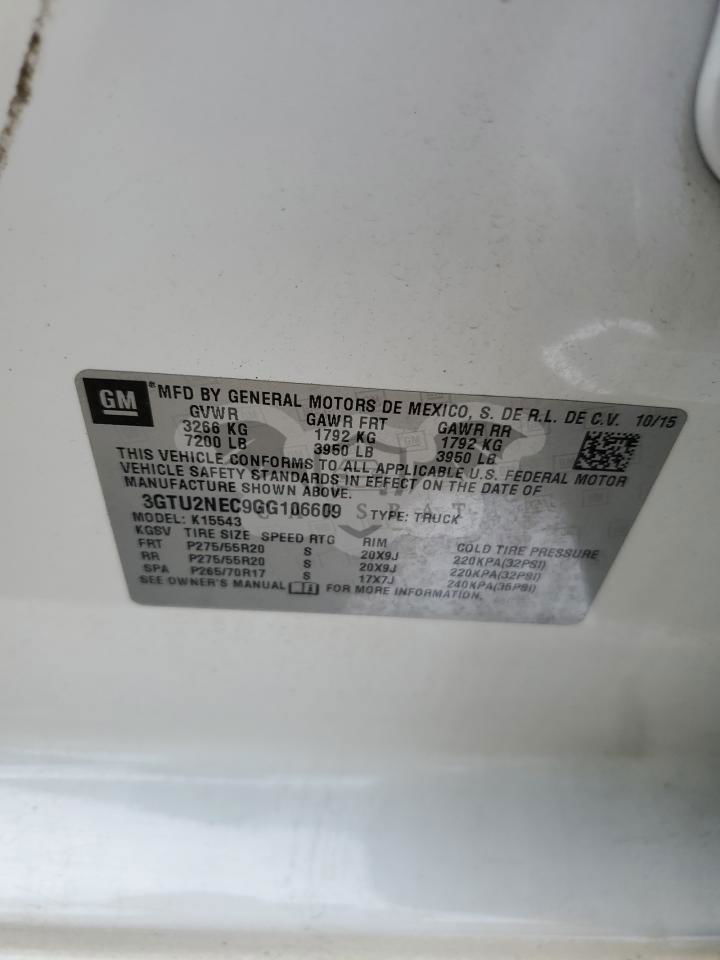 GM
*MFD BY GENERAL MOTORS DE MEXICO, S. DE R.L. DE C.V. 10/15
GVWR GAWR FRT GAWR RR
3266 KG 1792 KG 1792 KG
7200 LB 3950 LB 3950 LB
THIS VEHICLE CONFORMS TO ALL APPLICABLE U.S. FEDERAL MOTOR
VEHICLE SAFETY STANDARDS IN EFFECT ON THE DATE OF
MANUFACTURE SHOWN ABOVE.
3GTU2NEC9GG106609 TYPE: TRUCK
MODEL: K15543
KGSV TIRE SIZE SPEED RTG RIM COLD TIRE PRESSURE
FRT P275/55R20 S 20X9J 220KPA(32PSI)
RR P275/55R20 S 20X9J 220KPA(32PSI)
SPA P265/70R17 S 17X7J 240KPA(35PSI)
SEE OWNER'S MANUAL FOR MORE INFORMATION.